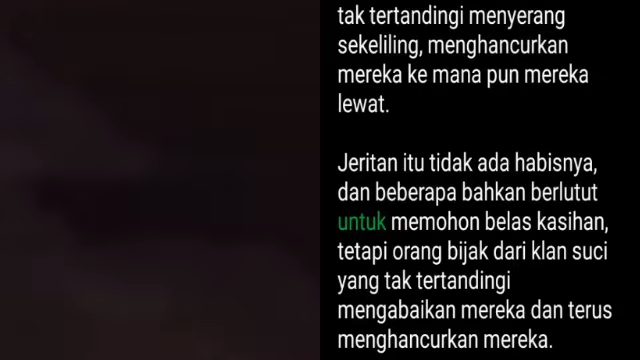 tak tertandingi menyerang
sekeliling, menghancurkan
mereka ke mana pun mereka
lewat.
Jeritan itu tidak ada habisnya,
dan beberapa bahkan berlutut
untuk memohon belas kasihan,
tetapi orang bijak dari klan suci
yang tak tertandingi
mengabaikan mereka dan terus
menghancurkan mereka.